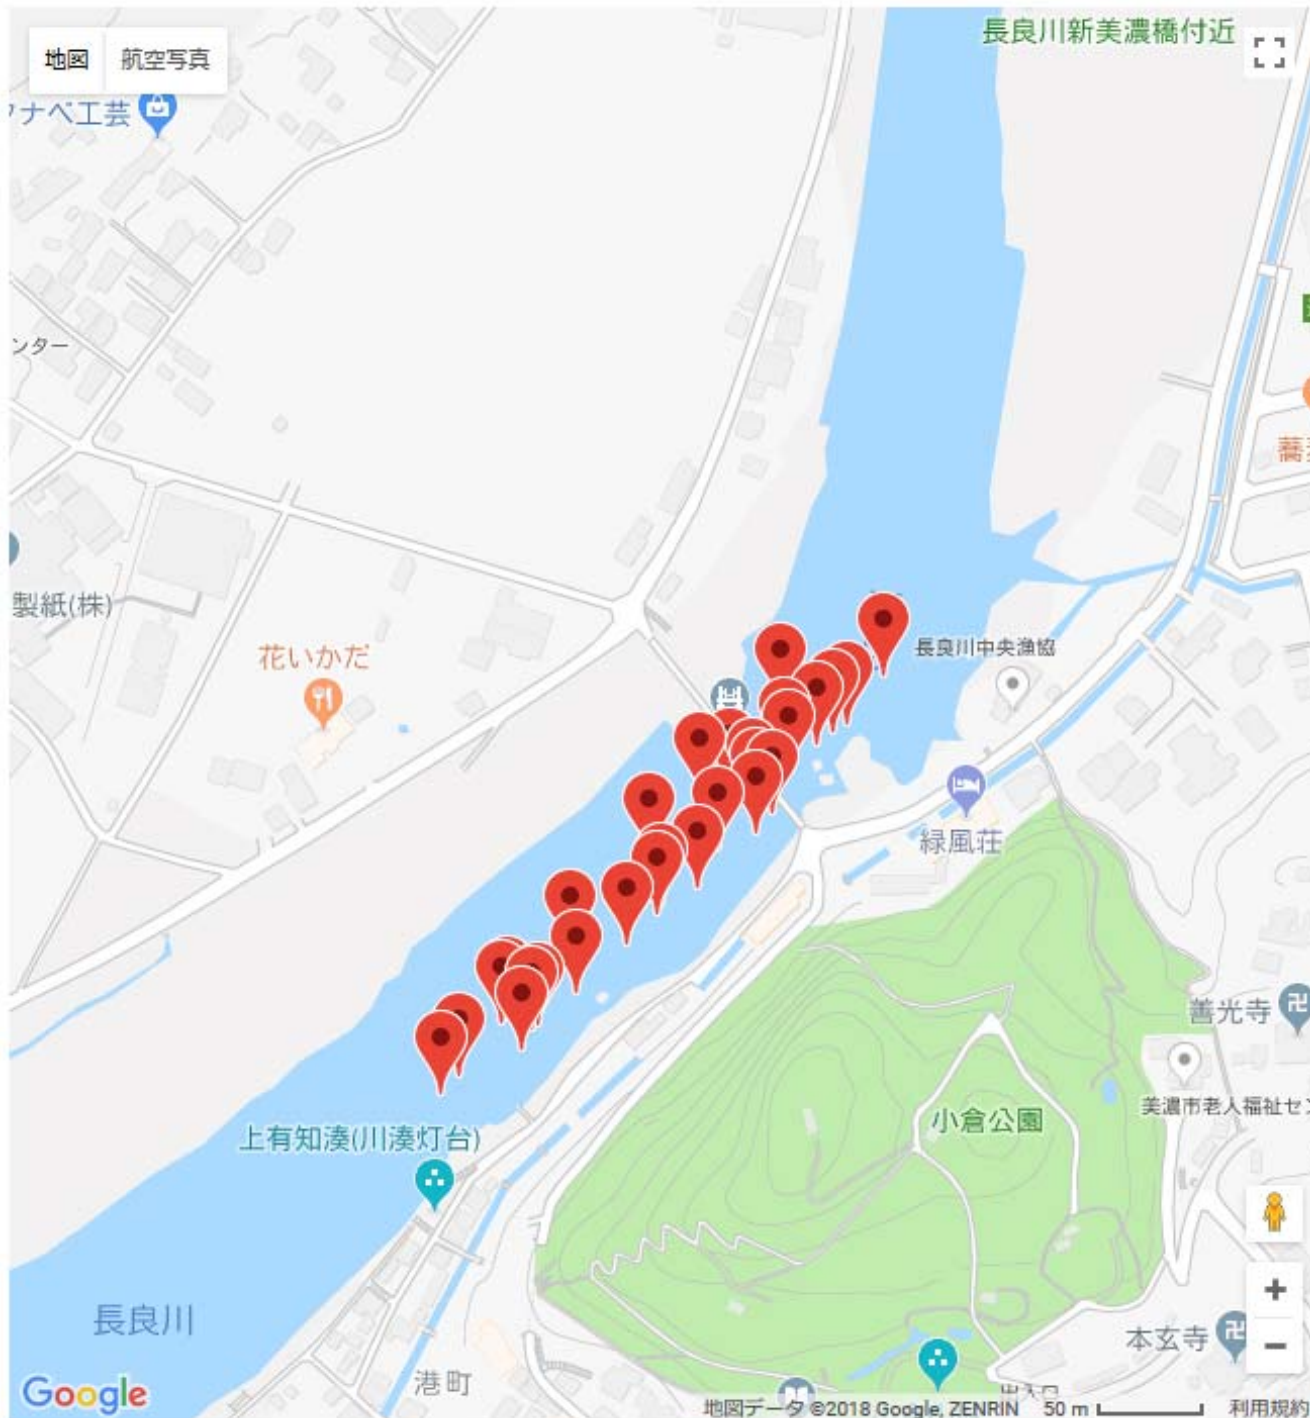 長良川新美濃橋付近
地図 航空写真
ナベ工芸
ンター
製紙(株)
花いかだ
長良川中央漁協
緑風荘
善光寺
小倉公園
美濃市老人福祉セ
上有知湊(川湊灯台)
長良川
本玄寺
港町
出入口
Google
地図データ ©2018 Google, ZENRIN 50 m 利用規約